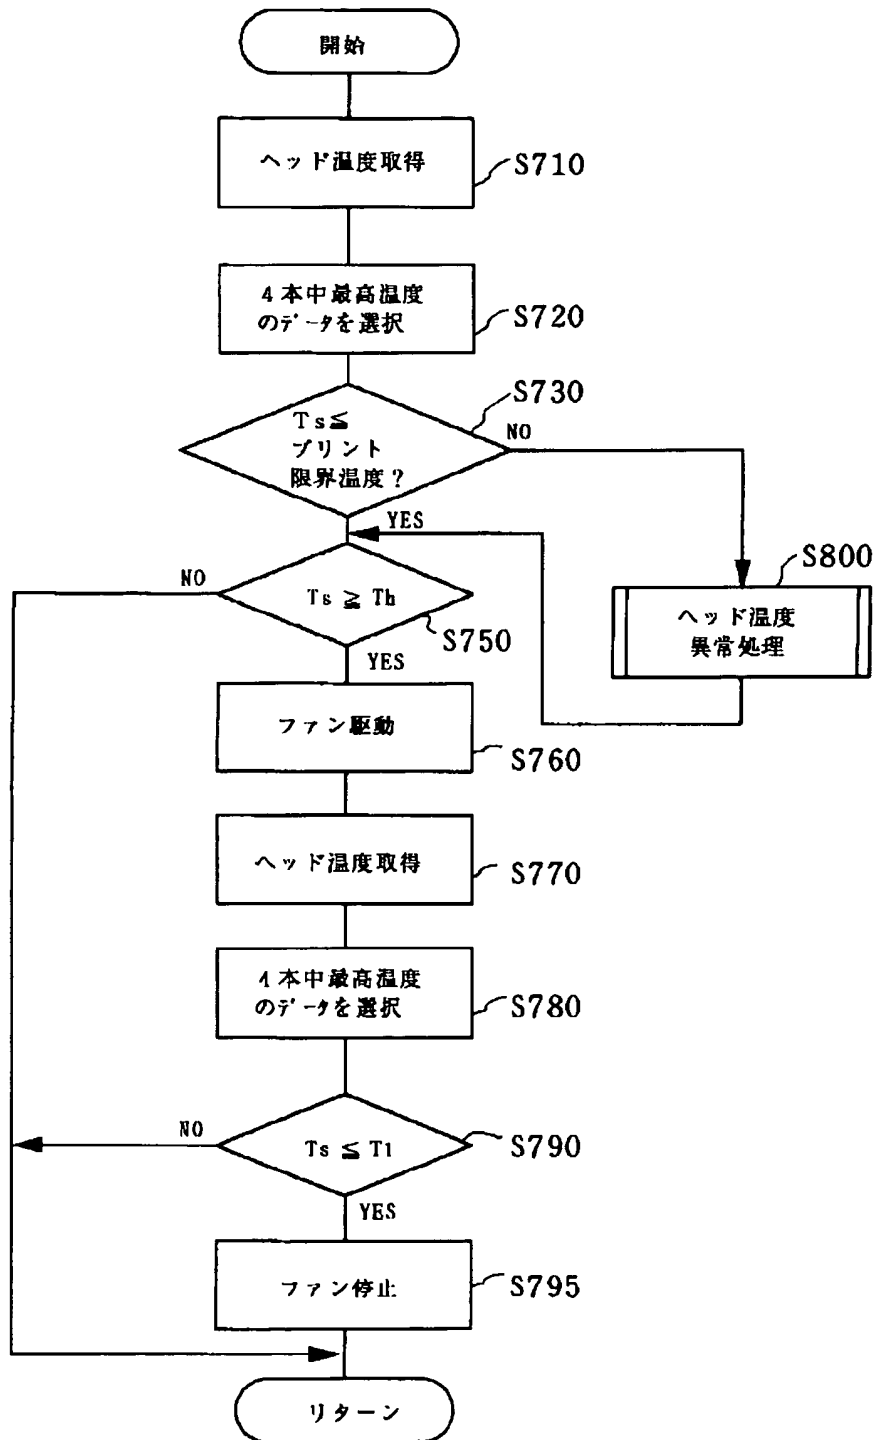 開始
ヘッド温度取得
S710
4本中最高温度
のデータを選択
S720
S730
Ts≦
プリント
限界温度？
NO
YES
S800
ヘッド温度
異常処理
NO
Ts ≧ Th
S750
YES
ファン駆動
S760
ヘッド温度取得
S770
4本中最高温度
のデータを選択
S780
NO
Ts ≦ Tl
S790
YES
ファン停止
S795
リターン